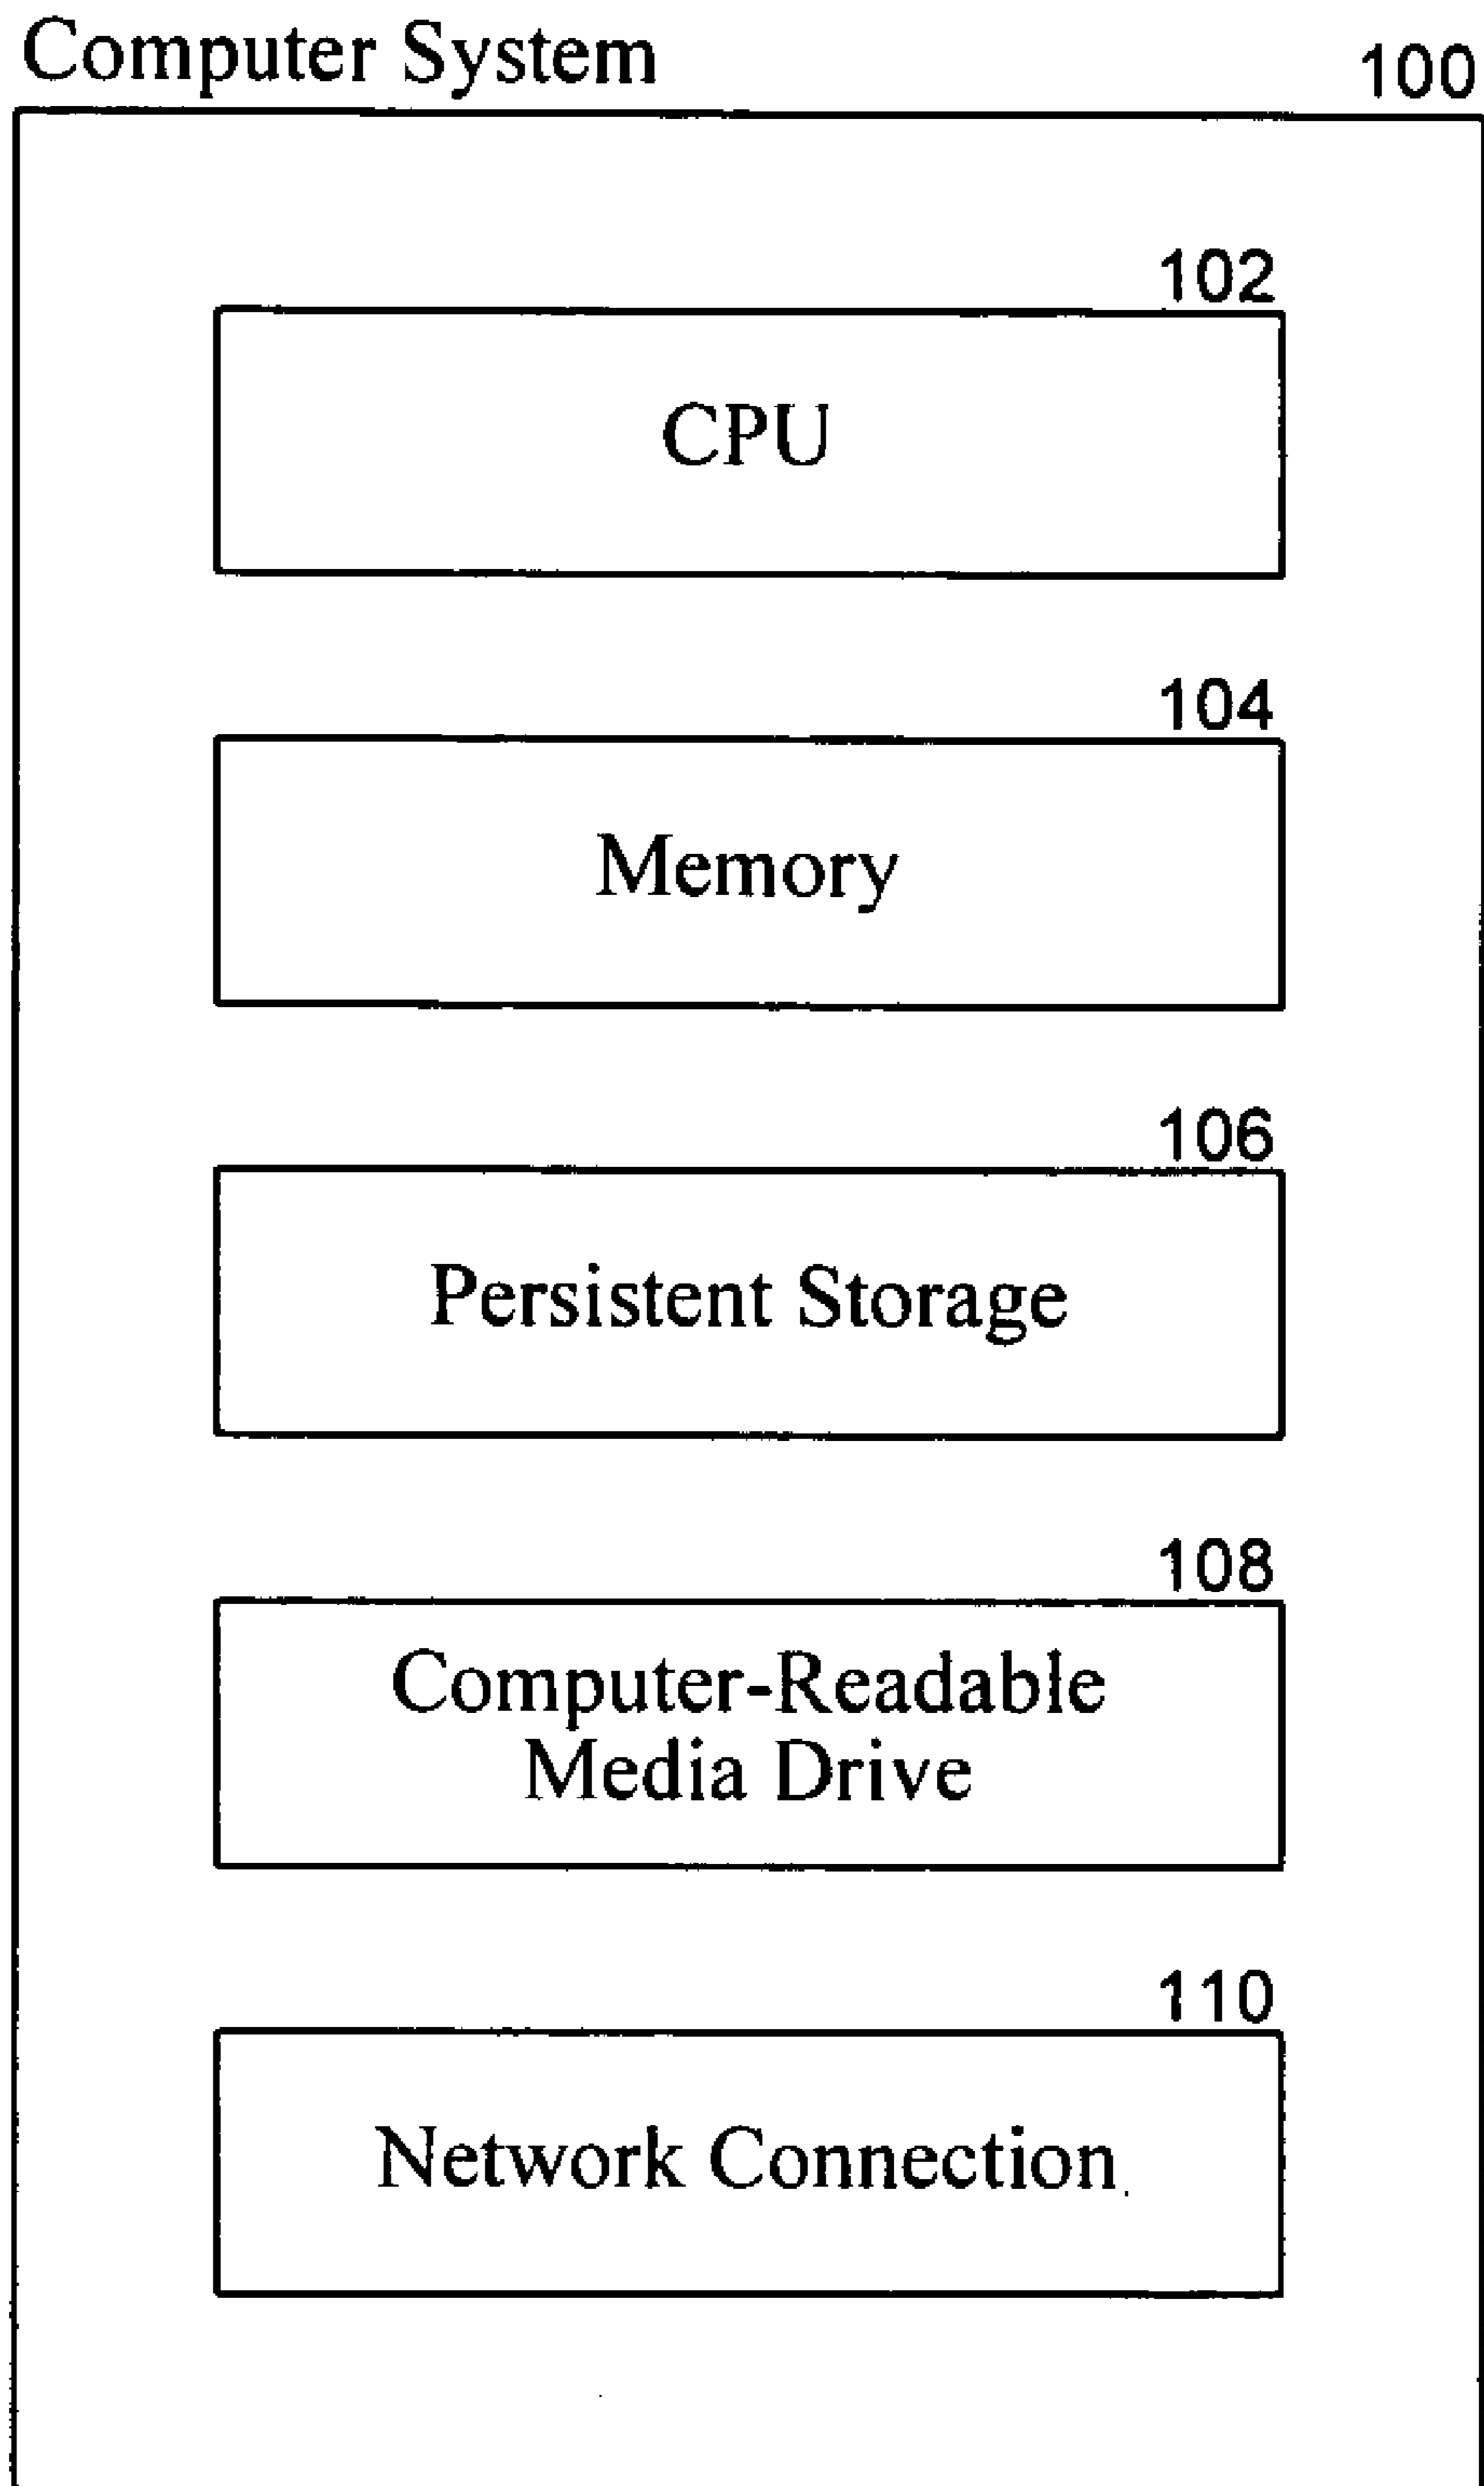 Computer System 100
102
CPU
104
Memory
106
Persistent Storage
108
Computer-Readable
Media Drive
110
Network Connection